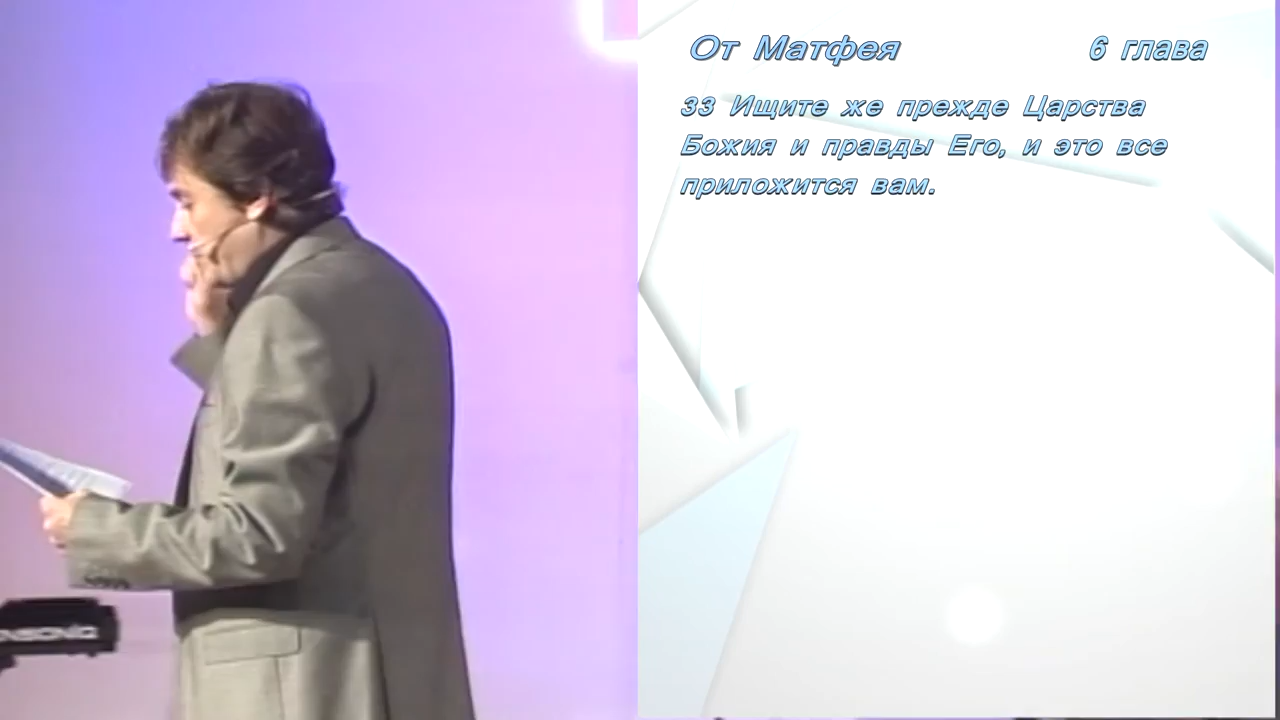 От Матфея 6 глава
33 Ищите же прежде Царства
Божия и правды Его, и это все
приложится вам.